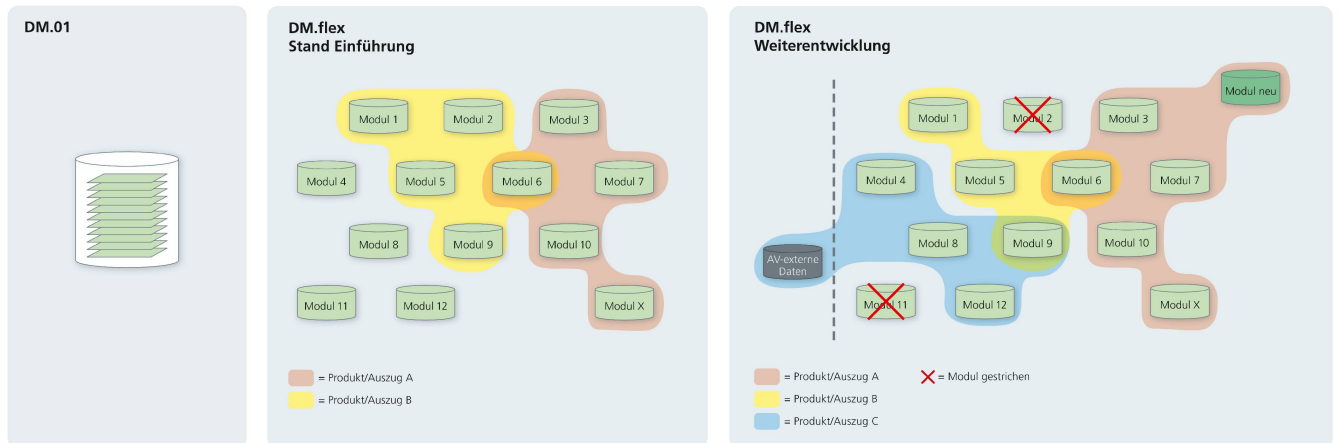 DM.01
DM.flex
Stand Einführung
Modul 1
Modul 2
Modul 3
Modul 4
Modul 5
Modul 6
Modul 7
Modul 8
Modul 9
Modul 10
Modul 11
Modul 12
Modul X
= Produkt/Auszug A
= Produkt/Auszug B
DM.flex
Weiterentwicklung
Modul neu
Modul 1
Modul 2
Modul 3
Modul 4
Modul 5
Modul 6
Modul 7
Modul 8
Modul 9
Modul 10
AV-externe
Daten
Modul 11
Modul 12
Modul X
= Produkt/Auszug A
= Modul gestrichen
= Produkt/Auszug B
= Produkt/Auszug C